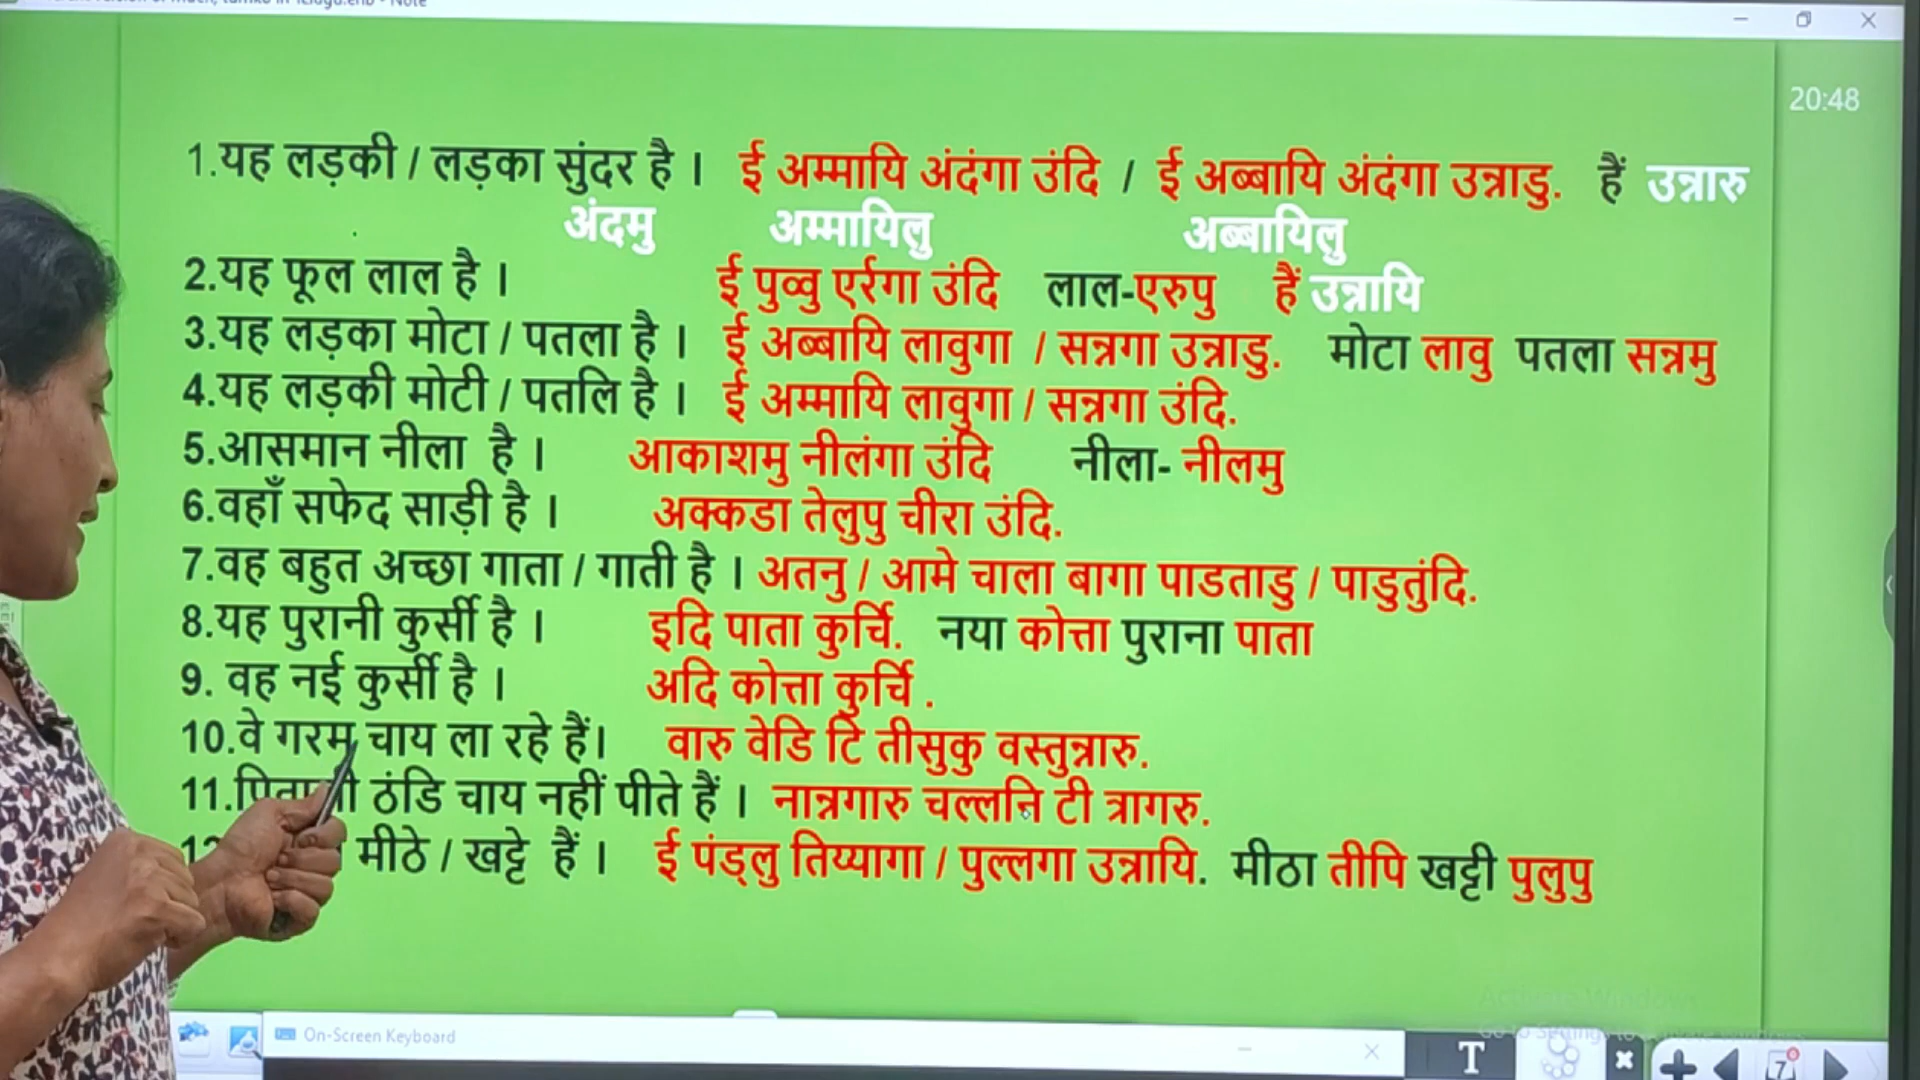 20:48
1.यह लड़की / लड़का सुंदर है । ई अम्मायि अंदंगा उंदि / ई अब्बायि अंदंगा उन्नाडु. हैं उन्नारु
अंदमु अम्मायिलु अब्बायिलु
2.यह फूल लाल है । ई पुव्वु एर्रगा उंदि लाल-एरुपु हैं उन्नायि
3.यह लड़का मोटा / पतला है । ई अब्बायि लावुगा / सन्नगा उन्नाडु. मोटा लावु पतला सन्नमु
4.यह लड़की मोटी / पतलि है । ई अम्मायि लावुगा / सन्नगा उंदि.
5.आसमान नीला है । आकाशमु नीलंगा उंदि नीला- नीलमु
6.वहाँ सफेद साड़ी है । अक्कडा तेलुपु चीरा उंदि.
7.वह बहुत अच्छा गाता / गाती है । अतनु / आमे चाला बागा पाडताडु / पाडुतुंदि.
8.यह पुरानी कुर्सी है । इदि पाता कुर्चि. नया कोत्ता पुराना पाता
9. वह नई कुर्सी है । अदि कोत्ता कुर्चि .
10.वे गरम चाय ला रहे हैं। वारु वेडि टि तीसुकु वस्तुन्नारु.
11. ठंडि चाय नहीं पीते हैं । नान्नगारु चल्लनि टी त्रागरु.
मीठे / खट्टे हैं । ई पंड्लु तिय्यागा / पुल्लगा उन्नायि. मीठा तीपि खट्टी पुलुपु
On-Screen Keyboard
T
7